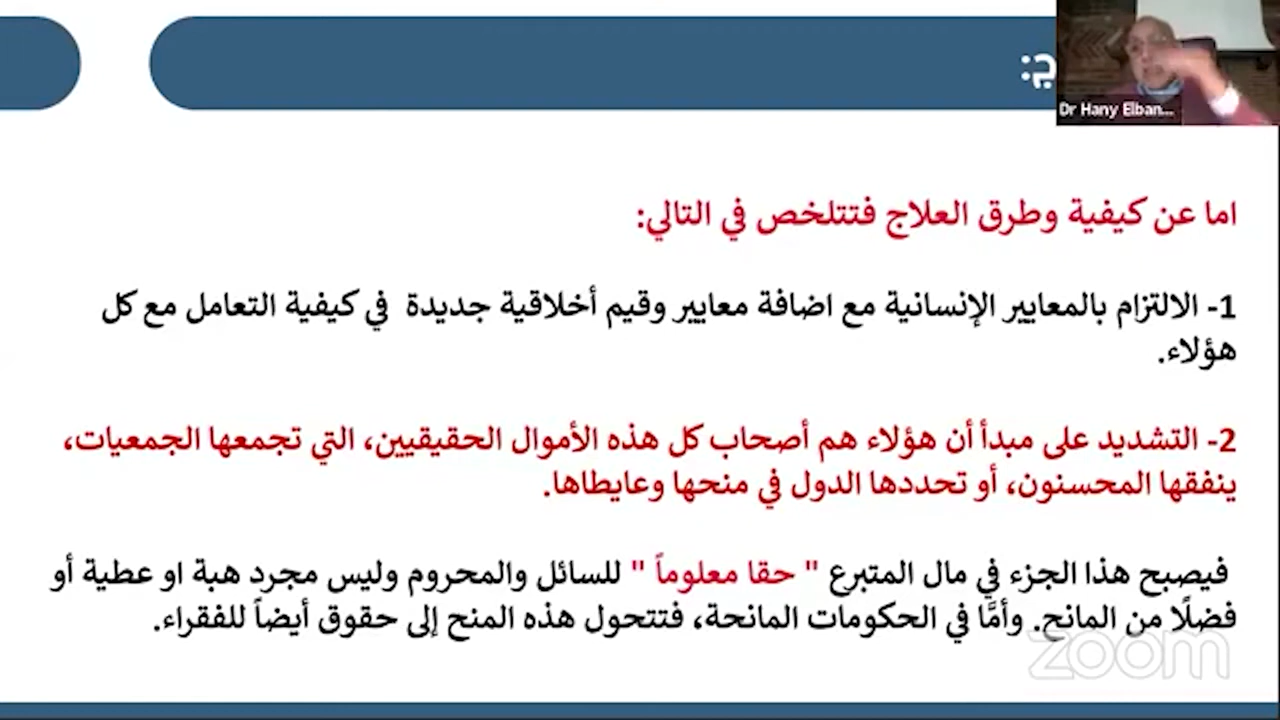 ج:
Dr Hany Elban...
اما عن كيفية وطرق العلاج فتتلخص في التالي:
1- الالتزام بالمعايير الإنسانية مع اضافة معايير وقيم أخلاقية جديدة في كيفية التعامل مع كل
هؤلاء.
2- التشديد على مبدأ أن هؤلاء هم أصحاب كل هذه الأموال الحقيقيين، التي تجمعها الجمعيات،
ينفقها المحسنون، أو تحددها الدول في منحها وعايطاها.
فيصبح هذا الجزء في مال المتبرع " حقا معلوماً " للسائل والمحروم وليس مجرد هبة او عطية أو
فضلًا من المانح. وأمَّا في الحكومات المانحة، فتتحول هذه المنح إلى حقوق أيضاً للفقراء.
zoom